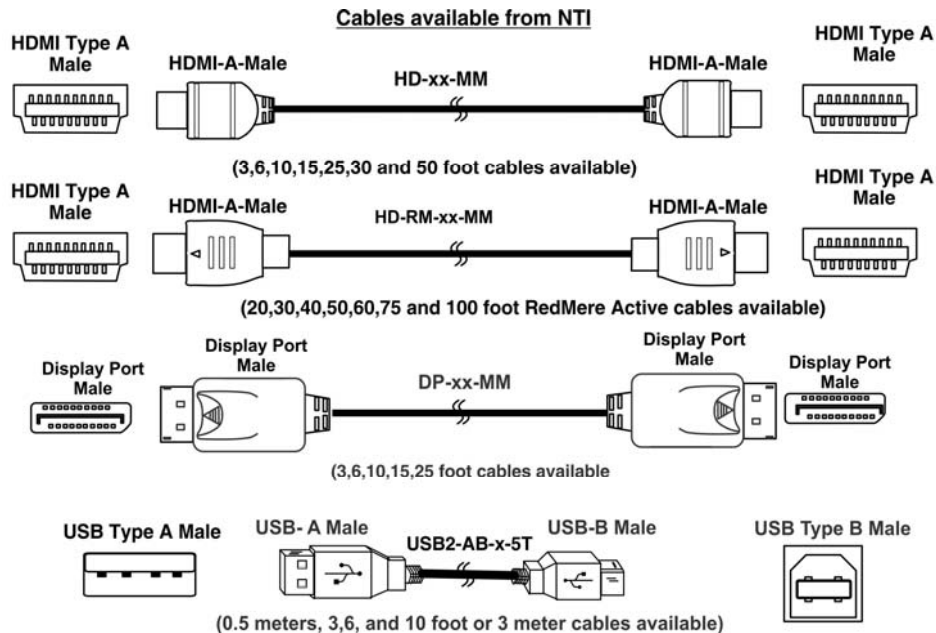 Cables available from NTI
HDMI Type A
Male
HDMI-A-Male
HD-xx-MM
HDMI-A-Male
HDMI Type A
Male
(3,6,10,15,25,30 and 50 foot cables available)
HDMI Type A
Male
HDMI-A-Male
HD-RM-xx-MM
HDMI-A-Male
HDMI Type A
Male
(20,30,40,50,60,75 and 100 foot RedMere Active cables available)
Display Port
Male
Display Port
Male
DP-xx-MM
Display Port
Male
Display Port
Male
(3,6,10,15,25 foot cables available
USB Type A Male
USB- A Male
USB2-AB-x-5T
USB-B Male
USB Type B Male
(0.5 meters, 3,6, and 10 foot or 3 meter cables available)